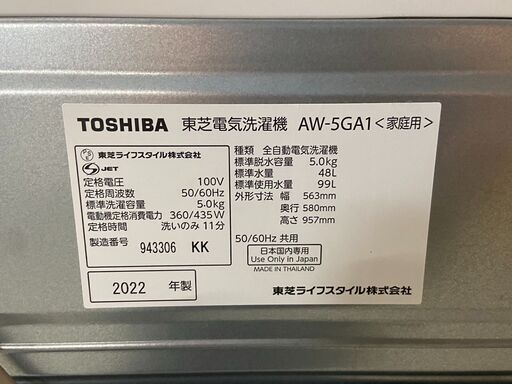 TOSHIBA 東芝電気洗濯機 AW-5GA1<家庭用>
東芝ライフスタイル株式会社
S JET
定格電圧 100V
定格周波数 50/60Hz
標準洗濯容量 5.0kg
電動機定格消費電力 360/435W
定格時間 洗いのみ 11分
製造番号 943306 KK
2022 年製
種類 全自動電気洗濯機
標準脱水容量 5.0kg
標準水量 48L
標準使用水量 99L
外形寸法 幅 563mm
奥行 580mm
高さ 957mm
50/60Hz 共用
日本国内専用
Use Only in Japan
MADE IN THAILAND
東芝ライフスタイル株式会社